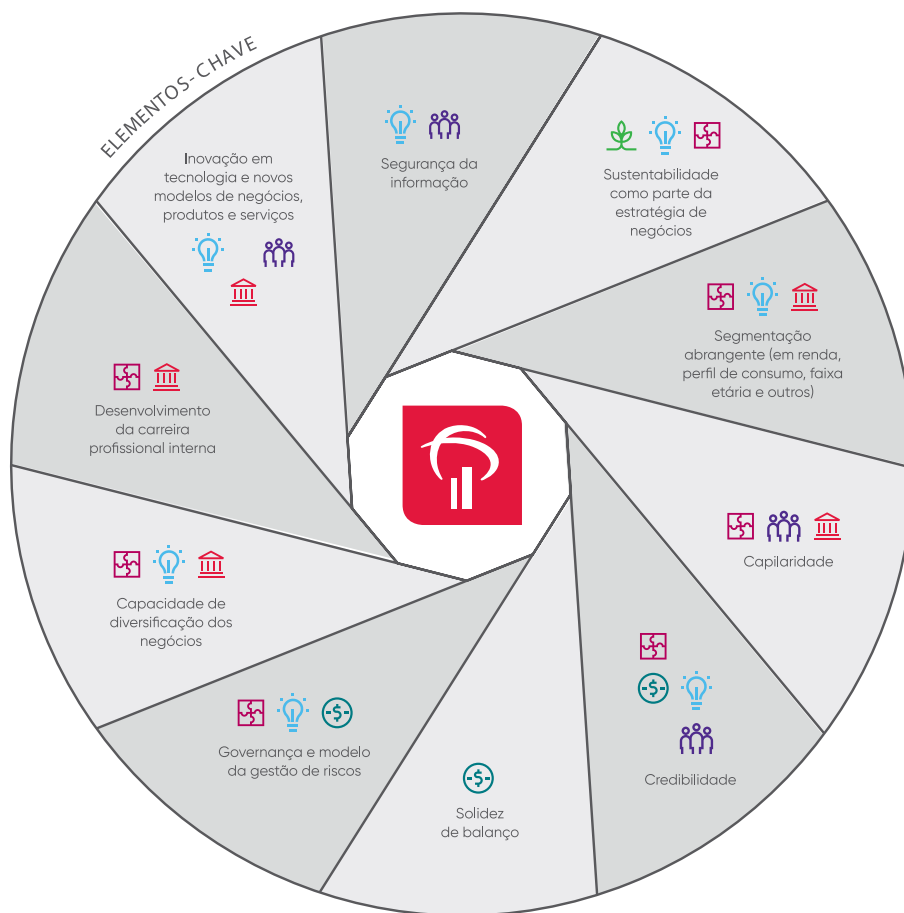 ELEMENTOS-CHAVE
Inovação em
tecnologia e novos
modelos de negócios,
produtos e serviços
Segurança da
informação
Sustentabilidade
como parte da
estratégia de
negócios
Segmentação
abrangente (em renda,
perfil de consumo, faixa
etária e outros)
Capilaridade
Credibilidade
Solidez
de balanço
Governança e modelo
da gestão de riscos
Capacidade de
diversificação dos
negócios
Desenvolvimento
da carreira
profissional interna